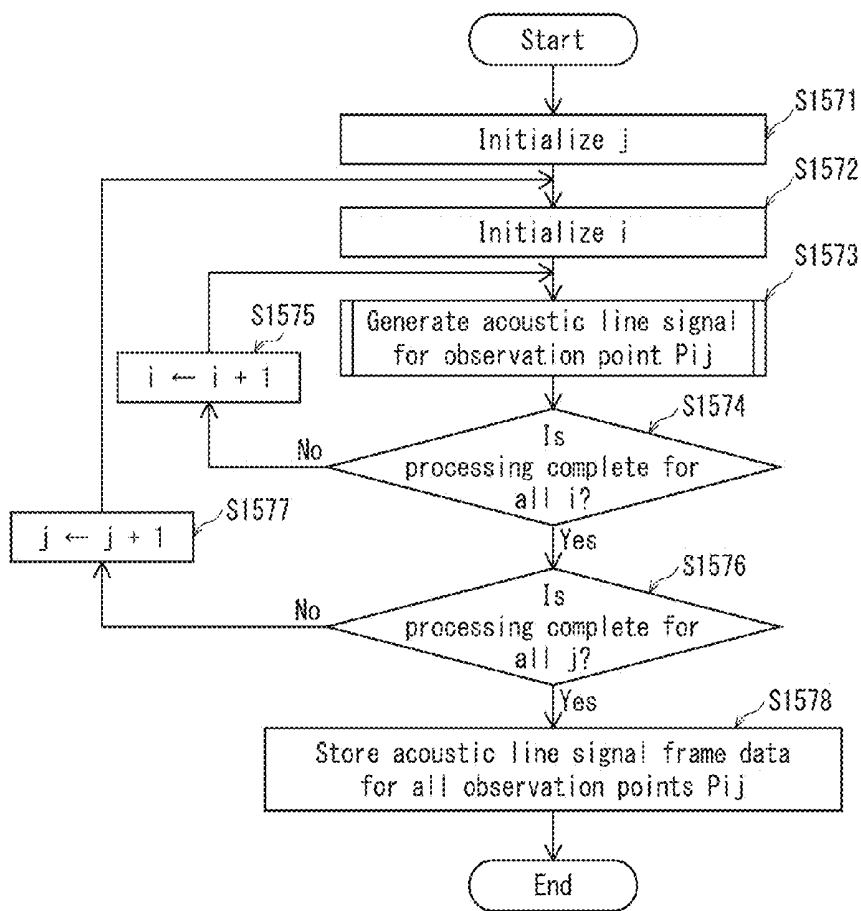 Start
S1571
Initialize j
S1572
Initialize i
S1573
Generate acoustic line signal
for observation point Pij
S1575
i ← i + 1
S1574
Is
processing complete for
all i?
No
Yes
S1577
j ← j + 1
S1576
Is
processing complete for
all j?
No
Yes
S1578
Store acoustic line signal frame data
for all observation points Pij
End